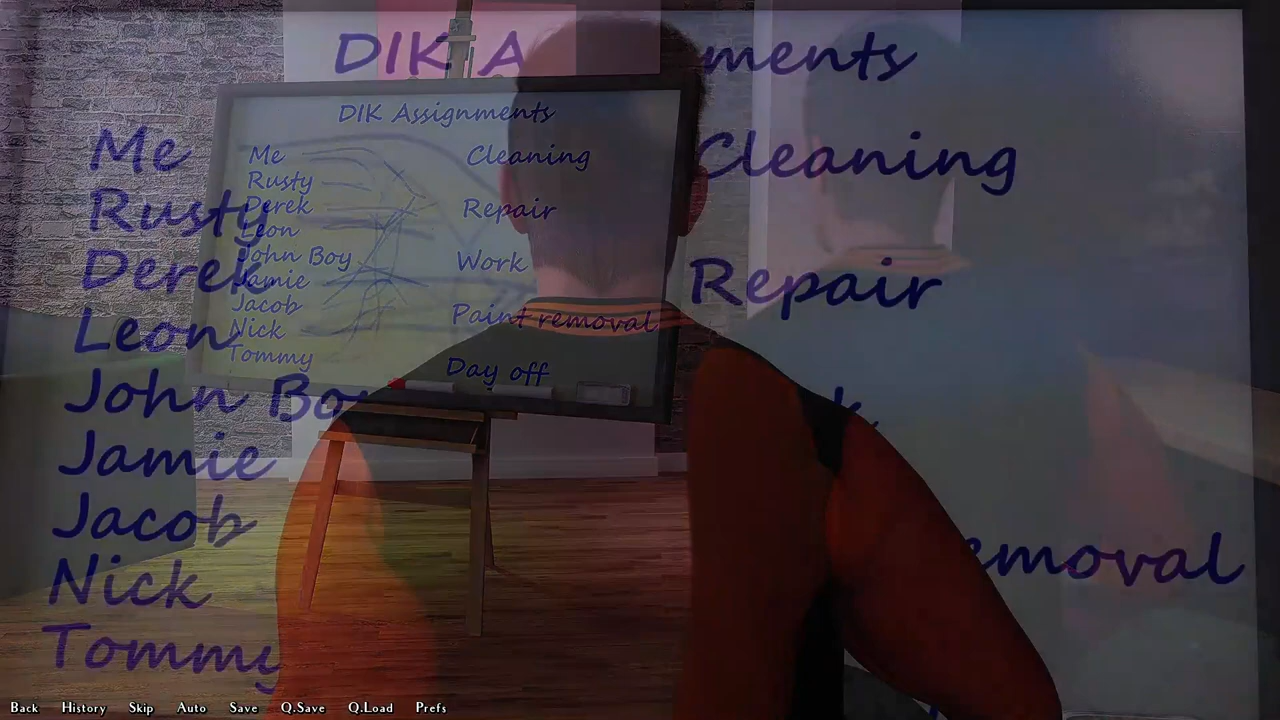 DIK A ments
Me
Cleaning
Rusty
Derek
Repair
Leon
John Bo
Jamie
Jacob
emoval
Nick
Tommy
DIK Assignments
Me
Cleaning
Rusty
Derek
Repair
Leon
John Boy
Work
Jamie
Jacob
Paint removal
Nick
Tommy
Day off
Back History Skip Auto Save Q.Save Q.Load Prefs